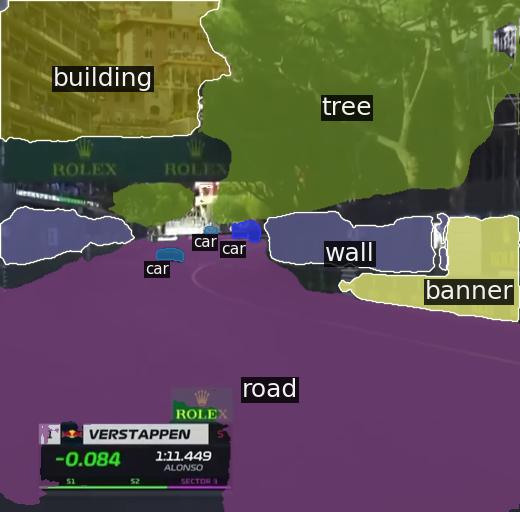 building
tree
ROLEX ROLEX
car
car
wall
car
banner
road
ROLEX
1 VERSTAPPEN
-0.084 1:11.449
ALONSO
S1 S2 SECTOR 3